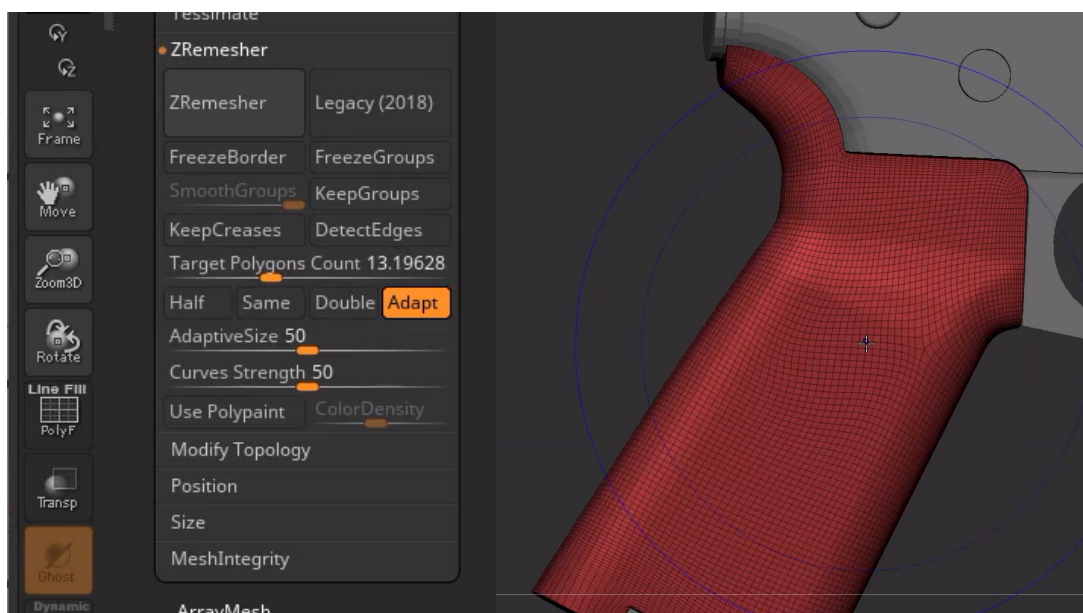 Tessimate
Y
Z
Frame
Move
Zoom3D
Rotate
Line Fill
PolyF
Transp
Ghost
Dynamic
ZRemesher
ZRemesher Legacy (2018)
FreezeBorder FreezeGroups
SmoothGroups KeepGroups
KeepCreases DetectEdges
Target Polygons Count 13.19628
Half Same Double Adapt
AdaptiveSize 50
Curves Strength 50
Use Polypaint ColorDensity
Modify Topology
Position
Size
MeshIntegrity
ArrayMesh